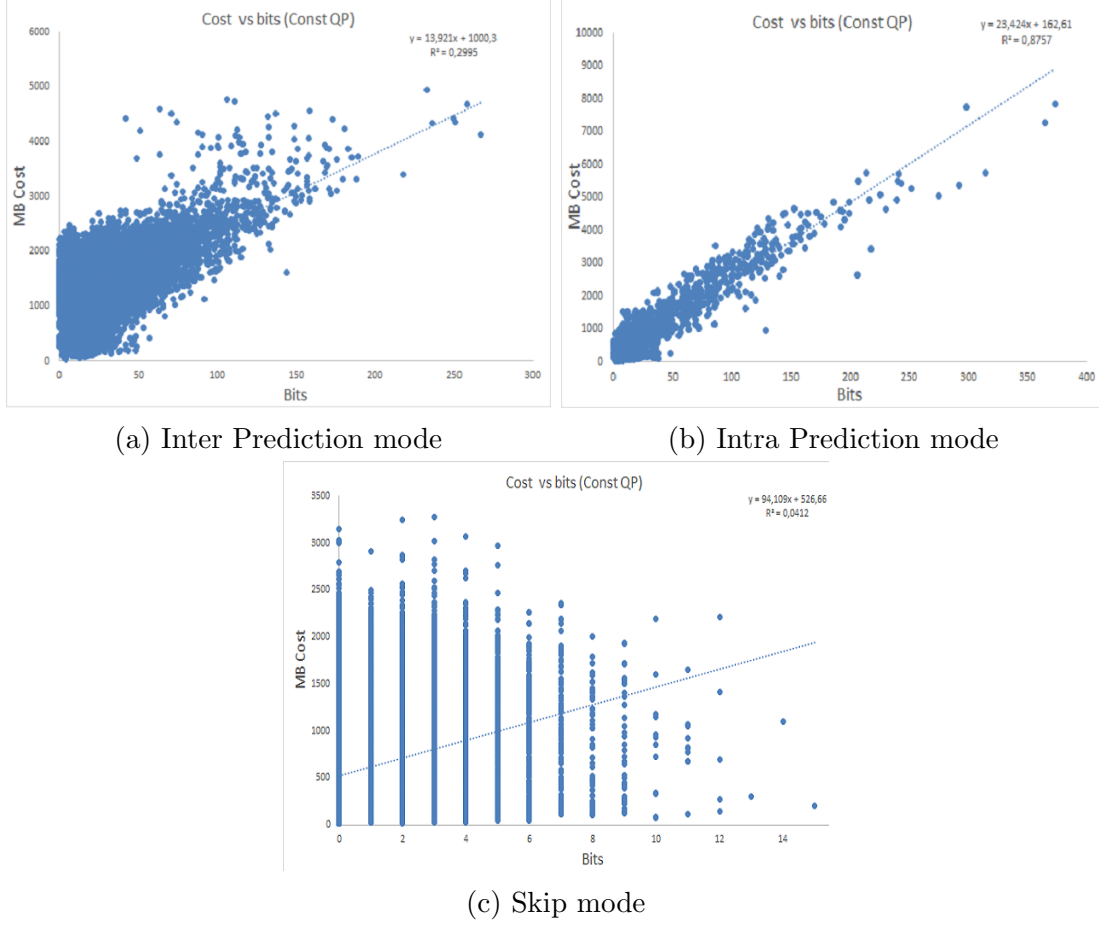 Cost vs bits (Const QP)
y = 13,921x + 1000,3
R² = 0,2995
6000
5000
4000
3000
2000
1000
0
MB Cost
0 50 100 150 200 250 300
Bits
(a) Inter Prediction mode
Cost vs bits (Const QP)
y = 23,424x + 162,61
R² = 0,8757
10000
9000
8000
7000
6000
5000
4000
3000
2000
1000
0
MB Cost
0 50 100 150 200 250 300 350 400
Bits
(b) Intra Prediction mode
Cost vs bits (Const QP)
y = 94,109x + 526,66
R² = 0,0412
3500
3000
2500
2000
1500
1000
500
0
MB Cost
0 2 4 6 8 10 12 14
Bits
(c) Skip mode